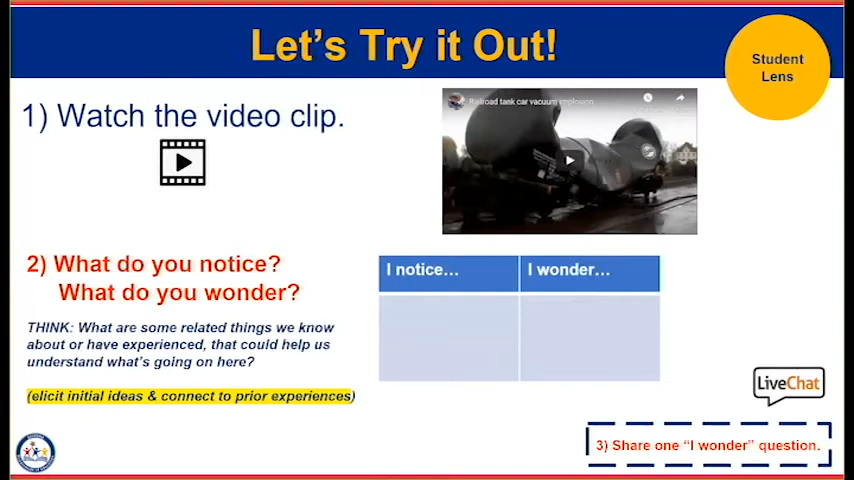 Let's Try it Out!
Student
Lens
1) Watch the video clip.
Railroad tank car vacuum implosion
2) What do you notice?
What do you wonder?
THINK: What are some related things we know
about or have experienced, that could help us
understand what's going on here?
(elicit initial ideas & connect to prior experiences)
I notice...
I wonder...
LiveChat
3) Share one “I wonder” question.